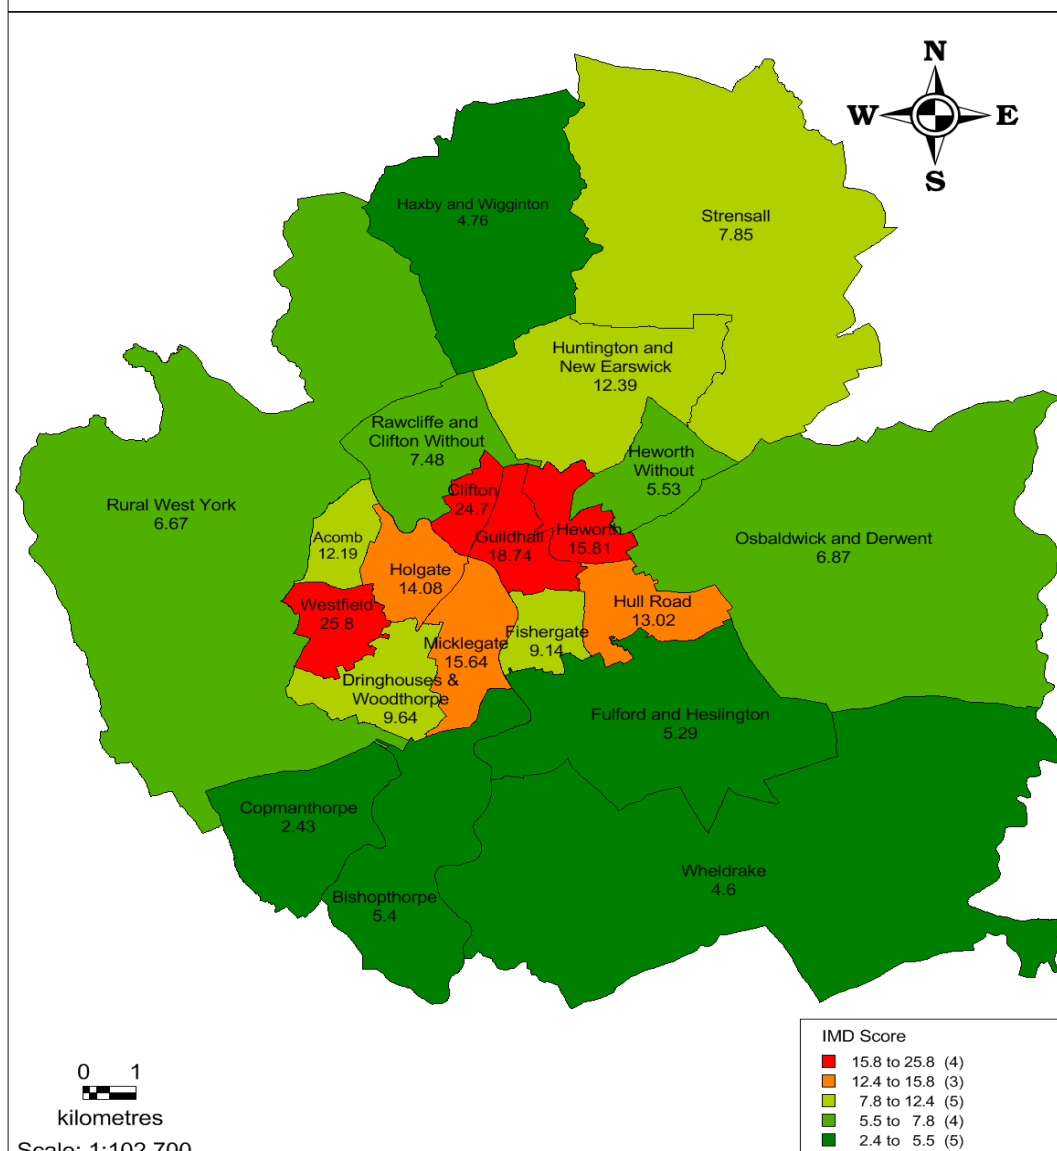 N
W E
S
Haxby and Wigginton
4.76
Strensall
7.85
Huntington and
New Earswick
12.39
Rawcliffe and
Clifton Without
7.48
Heworth
Without
5.53
Rural West York
6.67
Clifton
24.7
Guildhall
18.74
Heworth
15.81
Osbaldwick and Derwent
6.87
Acomb
12.19
Holgate
14.08
Westfield
25.8
Hull Road
13.02
Micklegate
15.64
Fishergate
9.14
Dringhouses &
Woodthorpe
9.64
Fulford and Heslington
5.29
Copmanthorpe
2.43
Wheldrake
4.6
Bishopthorpe
5.4
0 1
kilometres
Scale: 1:102,700
IMD Score
15.8 to 25.8 (4)
12.4 to 15.8 (3)
7.8 to 12.4 (5)
5.5 to 7.8 (4)
2.4 to 5.5 (5)